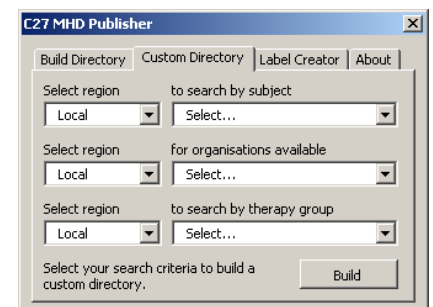 C27 MHD Publisher
Build Directory Custom Directory Label Creator About
Select region to search by subject
Local Select...
Select region for organisations available
Local Select...
Select region to search by therapy group
Local Select...
Select your search criteria to build a
custom directory.
Build